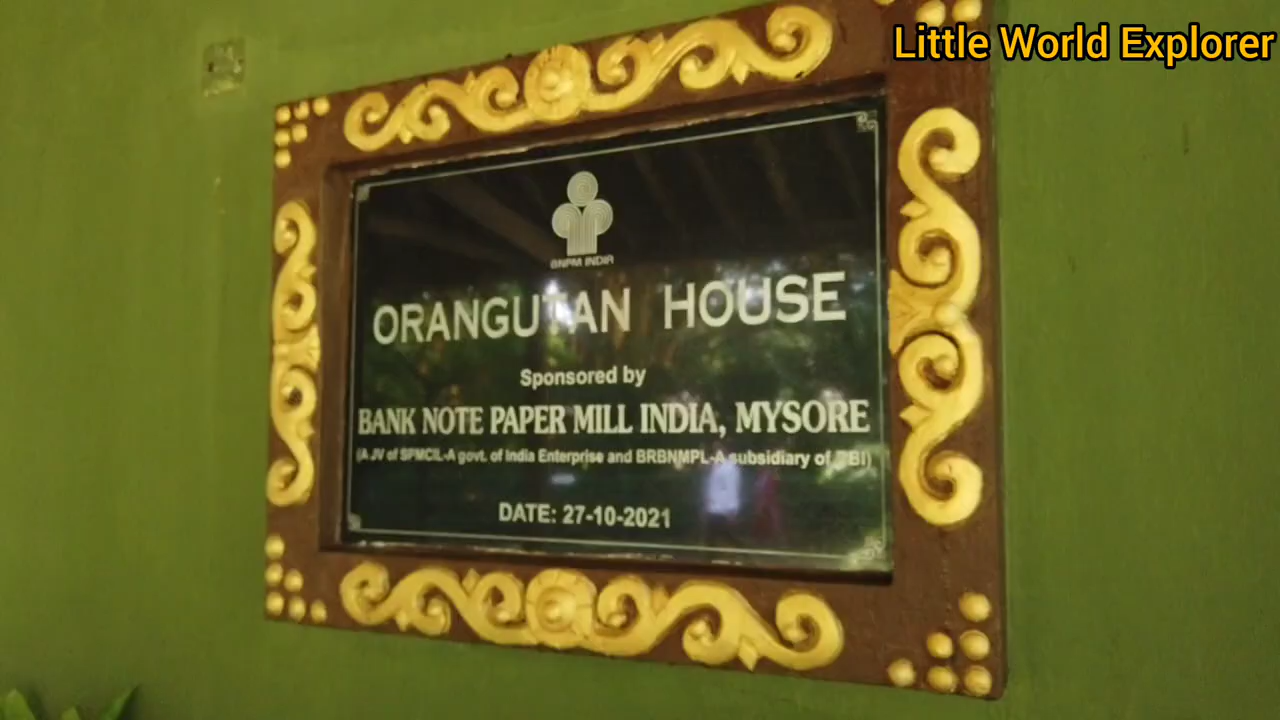 Little World Explorer
BNPM INDIA
ORANGUTAN HOUSE
Sponsored by
BANK NOTE PAPER MILL INDIA, MYSORE
(A JV of SPMCIL-A govt. of India Enterprise and BRBNMPL-A subsidiary of RBI)
DATE: 27-10-2021